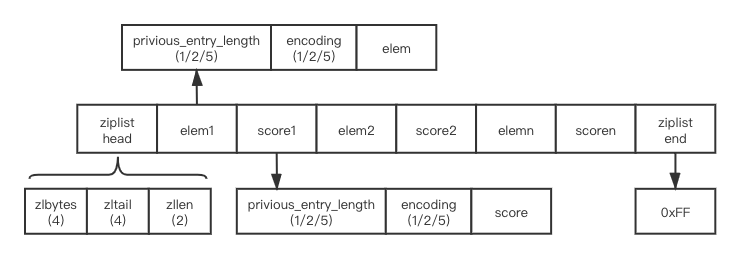 privious_entry_length encoding elem
(1/2/5) (1/2/5)
ziplist head elem1 score1 elem2 score2 elemn scoren ziplist end
zlbytes zltail zllen
(4) (4) (2)
privious_entry_length encoding score
(1/2/5) (1/2/5)
0xFF